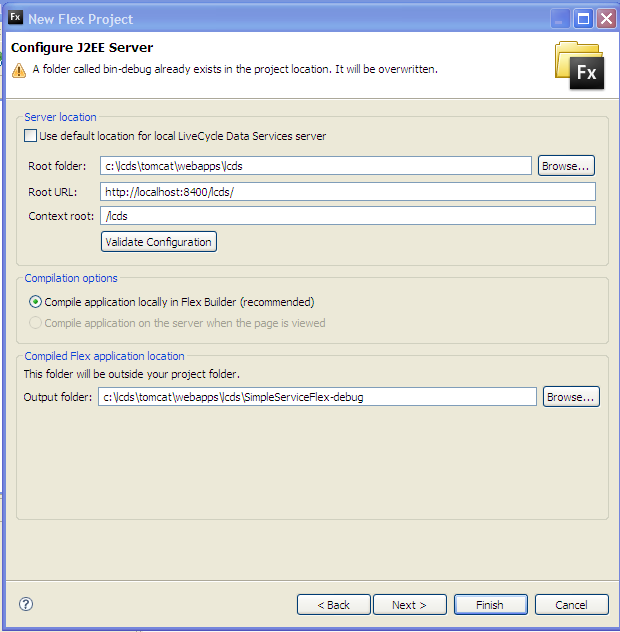 Fx New Flex Project
Configure J2EE Server
A folder called bin-debug already exists in the project location. It will be overwritten.
Fx
Server location
Use default location for local LiveCycle Data Services server
Root folder: c:\lcds\tomcat\webapps\lcds Browse...
Root URL: http://localhost:8400/lcds/
Context root: /lcds
Validate Configuration
Compilation options
Compile application locally in Flex Builder (recommended)
Compile application on the server when the page is viewed
Compiled Flex application location
This folder will be outside your project folder.
Output folder: c:\lcds\tomcat\webapps\lcds\SimpleServiceFlex-debug Browse...
? < Back Next > Finish Cancel